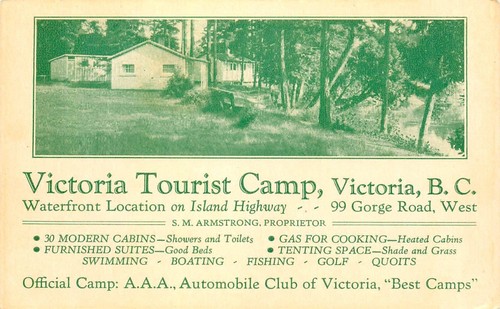 Victoria Tourist Camp, Victoria, B. C.
Waterfront Location on Island Highway - - 99 Gorge Road, West
S. M. ARMSTRONG, PROPRIETOR
• 30 MODERN CABINS—Showers and Toilets • GAS FOR COOKING—Heated Cabins
• FURNISHED SUITES—Good Beds • TENTING SPACE—Shade and Grass
SWIMMING - BOATING - FISHING - GOLF - QUOITS
Official Camp: A.A.A., Automobile Club of Victoria, "Best Camps"